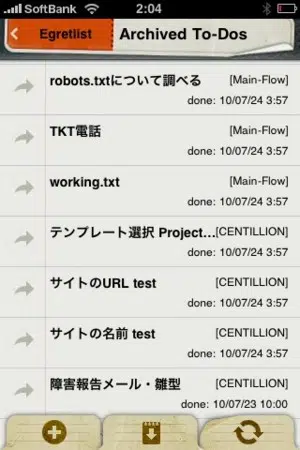 SoftBank 2:04
Egretlist Archived To-Dos
robots.txtについて調べる [Main-Flow]
done: 10/07/24 3:57
TKT電話 [Main-Flow]
done: 10/07/24 3:57
working.txt [Main-Flow]
done: 10/07/24 3:57
テンプレート選択 Project... [CENTILLION]
done: 10/07/24 3:57
サイトのURL test [CENTILLION]
done: 10/07/24 3:57
サイトの名前 test [CENTILLION]
done: 10/07/24 3:57
障害報告メール・雛型 [CENTILLION]
done: 10/07/23 10:00